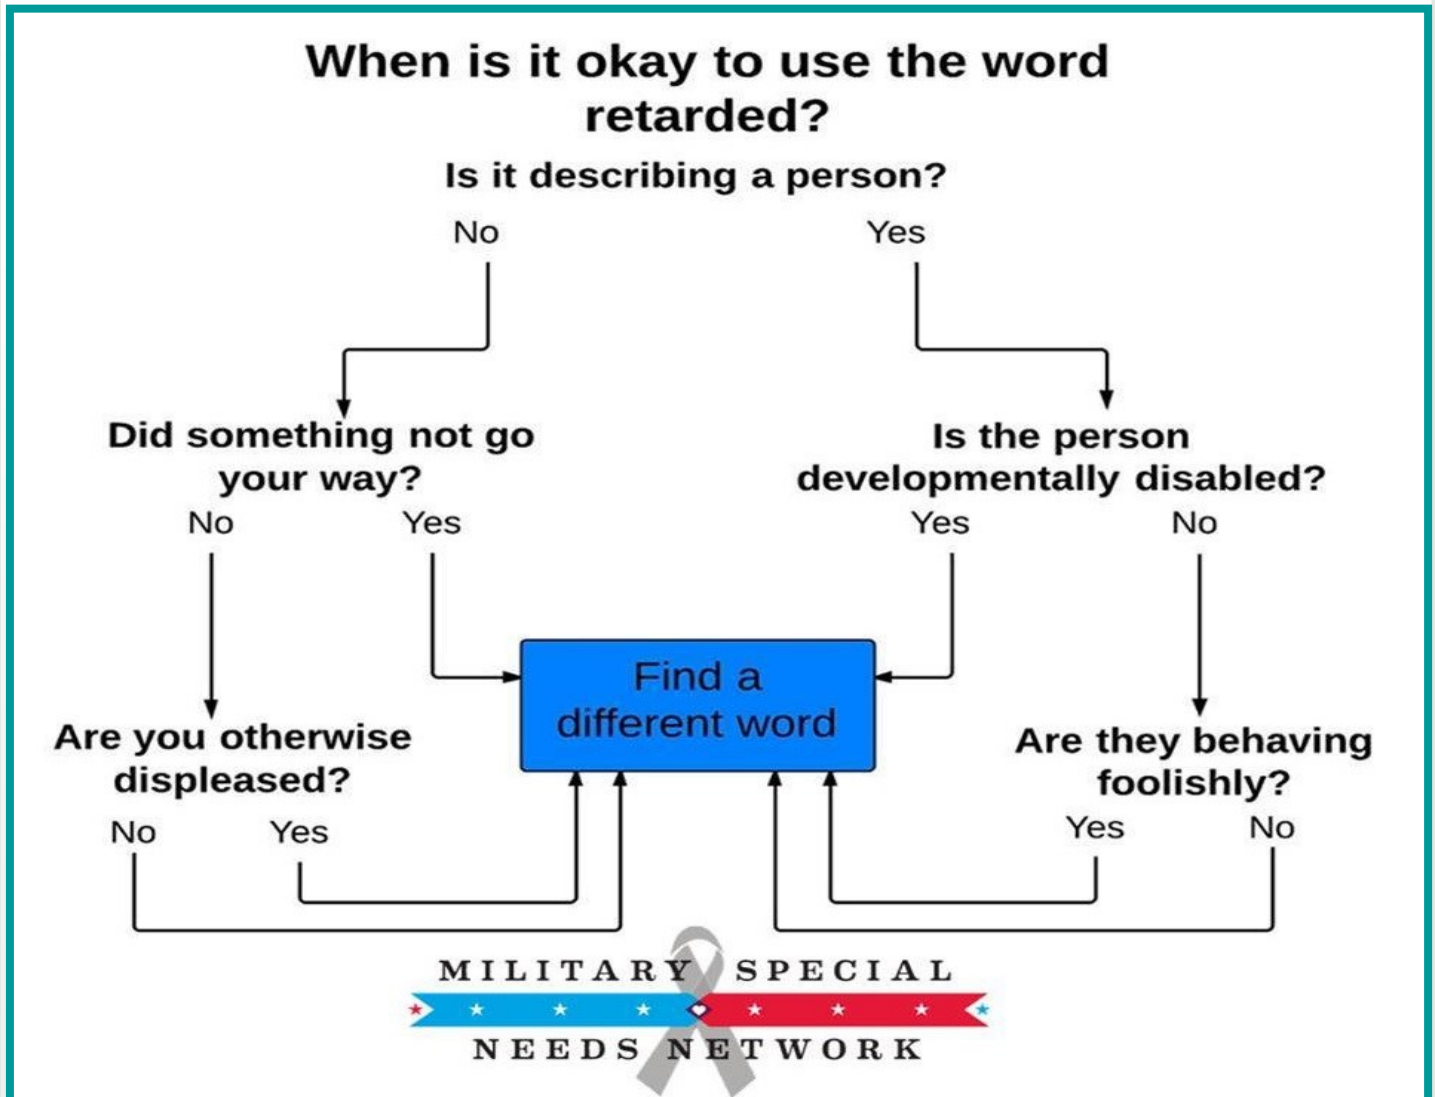 When is it okay to use the word
retarded?
Is it describing a person?
No
Yes
Did something not go
your way?
No
Yes
Is the person
developmentally disabled?
Yes
No
Find a
different word
Are you otherwise
displeased?
No
Yes
Are they behaving
foolishly?
Yes
No
MILITARY SPECIAL
NEEDS NETWORK